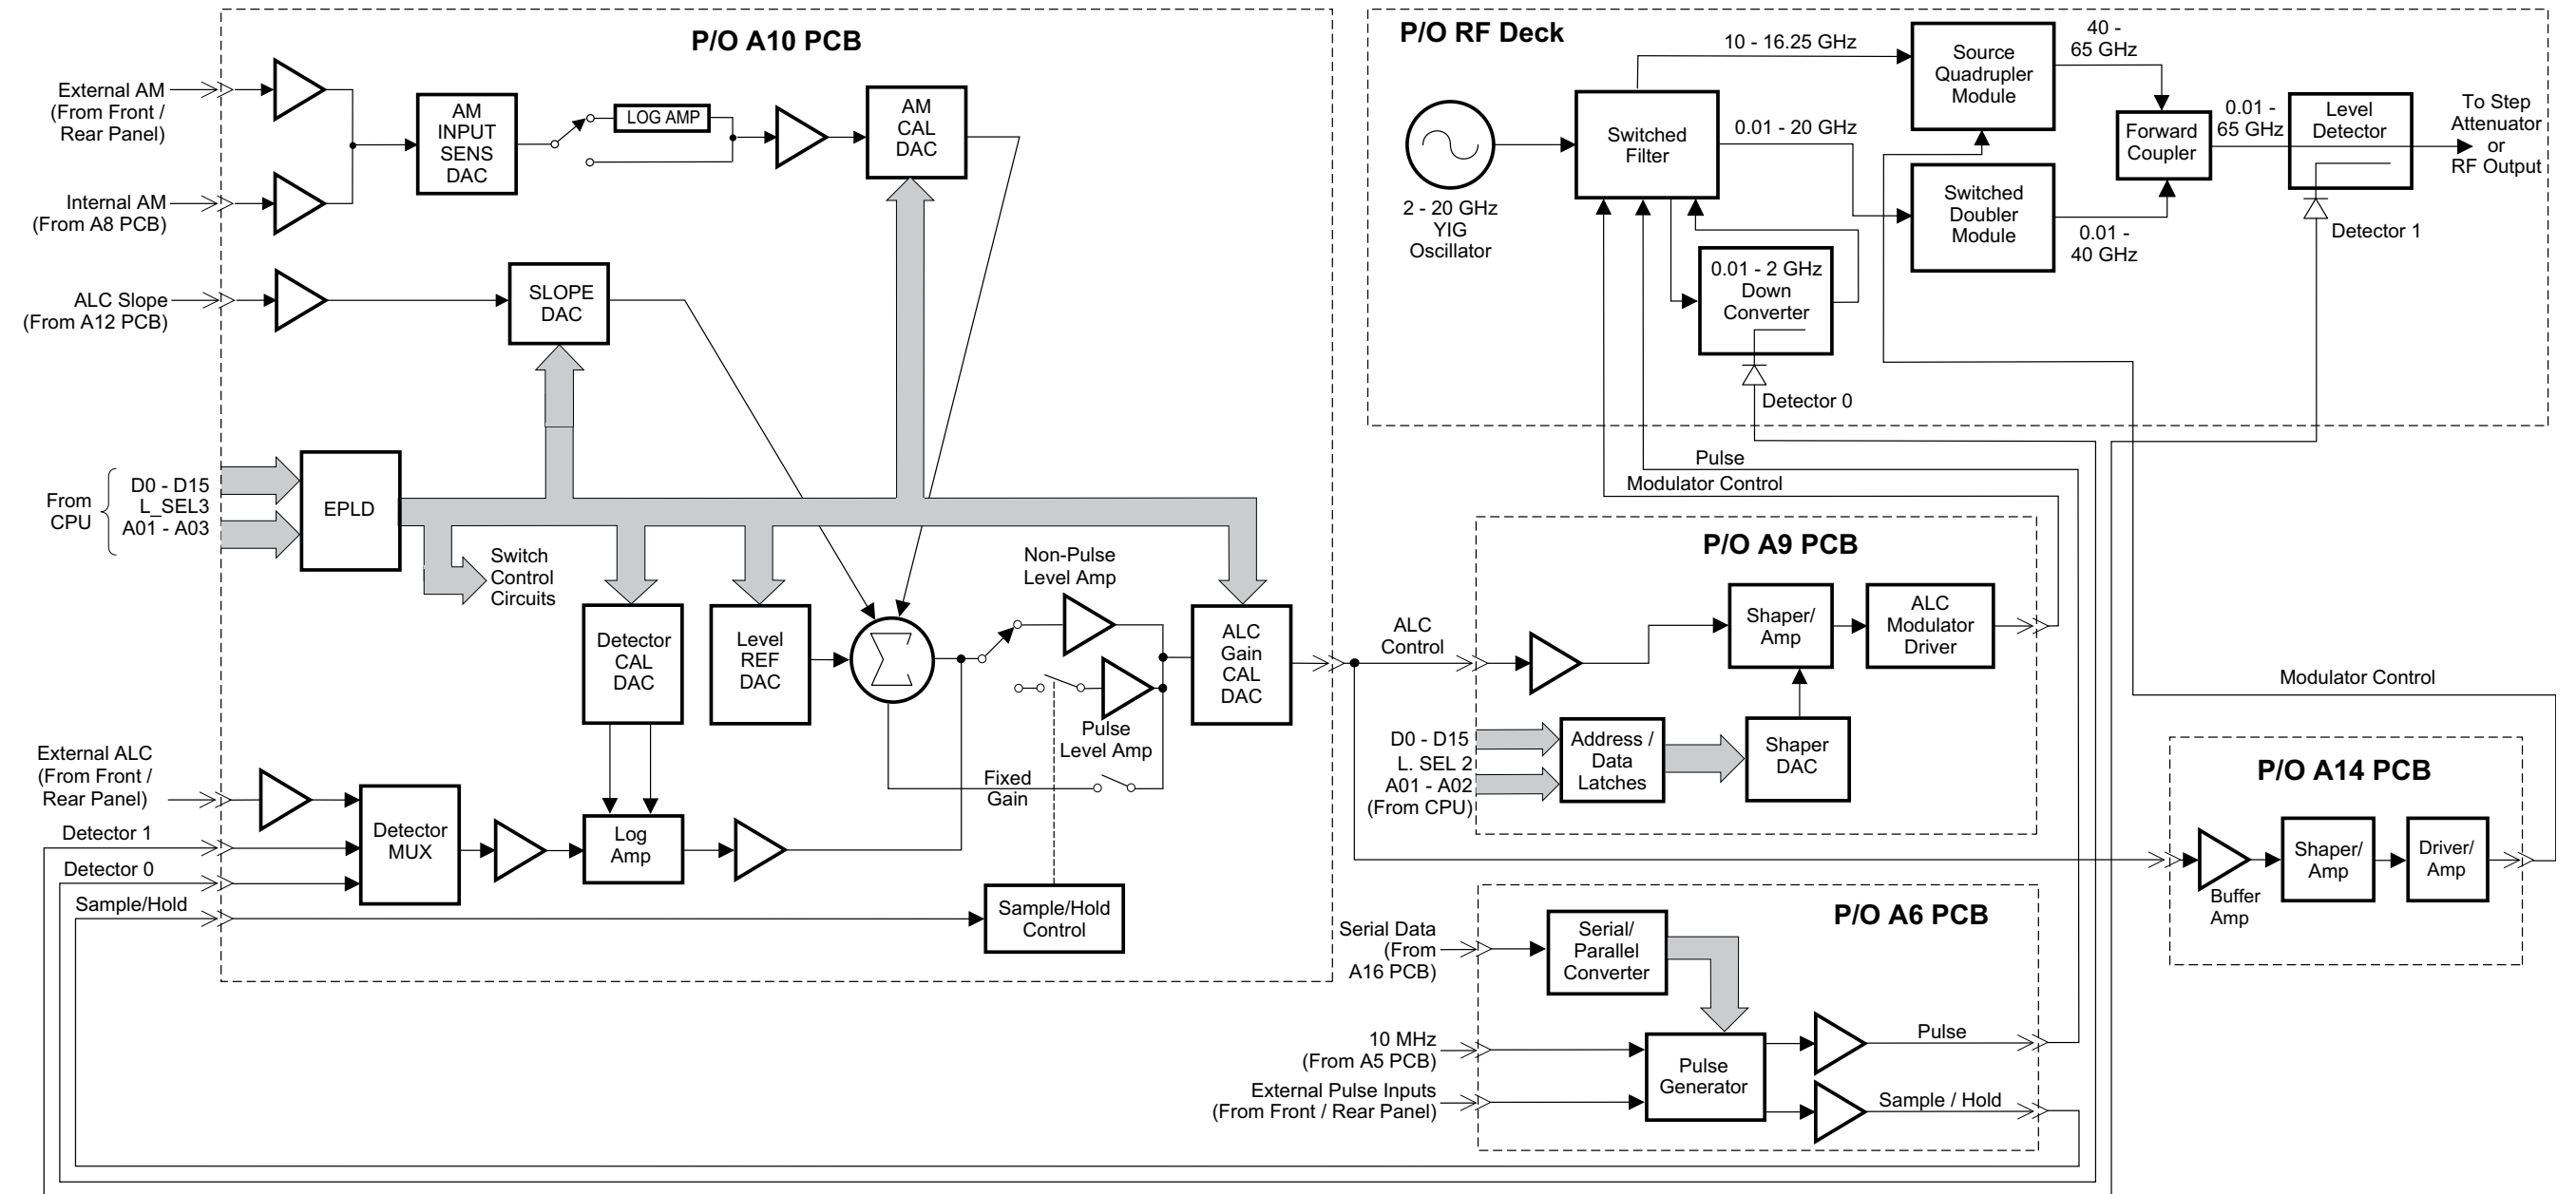 P/O A10 PCB
External AM
(From Front /
Rear Panel)
Internal AM
(From A8 PCB)
AM
INPUT
SENS
DAC
LOG AMP
AM
CAL
DAC
ALC Slope
(From A12 PCB)
SLOPE
DAC
From
CPU
D0 - D15
L_SEL3
A01 - A03
EPLD
Switch
Control
Circuits
Detector
CAL
DAC
Level
REF
DAC
Non-Pulse
Level Amp
Pulse
Level Amp
Fixed
Gain
ALC
Gain
CAL
DAC
External ALC
(From Front /
Rear Panel)
Detector 1
Detector 0
Sample/Hold
Detector
MUX
Log
Amp
Sample/Hold
Control
P/O RF Deck
2 - 20 GHz
YIG
Oscillator
Switched
Filter
10 - 16.25 GHz
0.01 - 20 GHz
Source
Quadrupler
Module
40 -
65 GHz
Switched
Doubler
Module
0.01 -
40 GHz
Forward
Coupler
0.01 -
65 GHz
Level
Detector
To Step
Attenuator
or
RF Output
Detector 1
0.01 - 2 GHz
Down
Converter
Detector 0
Pulse
Modulator Control
P/O A9 PCB
ALC
Control
Shaper/
Amp
ALC
Modulator
Driver
D0 - D15
L. SEL 2
A01 - A02
(From CPU)
Address /
Data
Latches
Shaper
DAC
Modulator Control
P/O A14 PCB
Buffer
Amp
Shaper/
Amp
Driver/
Amp
P/O A6 PCB
Serial Data
(From
A16 PCB)
Serial/
Parallel
Converter
10 MHz
(From A5 PCB)
External Pulse Inputs
(From Front / Rear Panel)
Pulse
Generator
Pulse
Sample / Hold